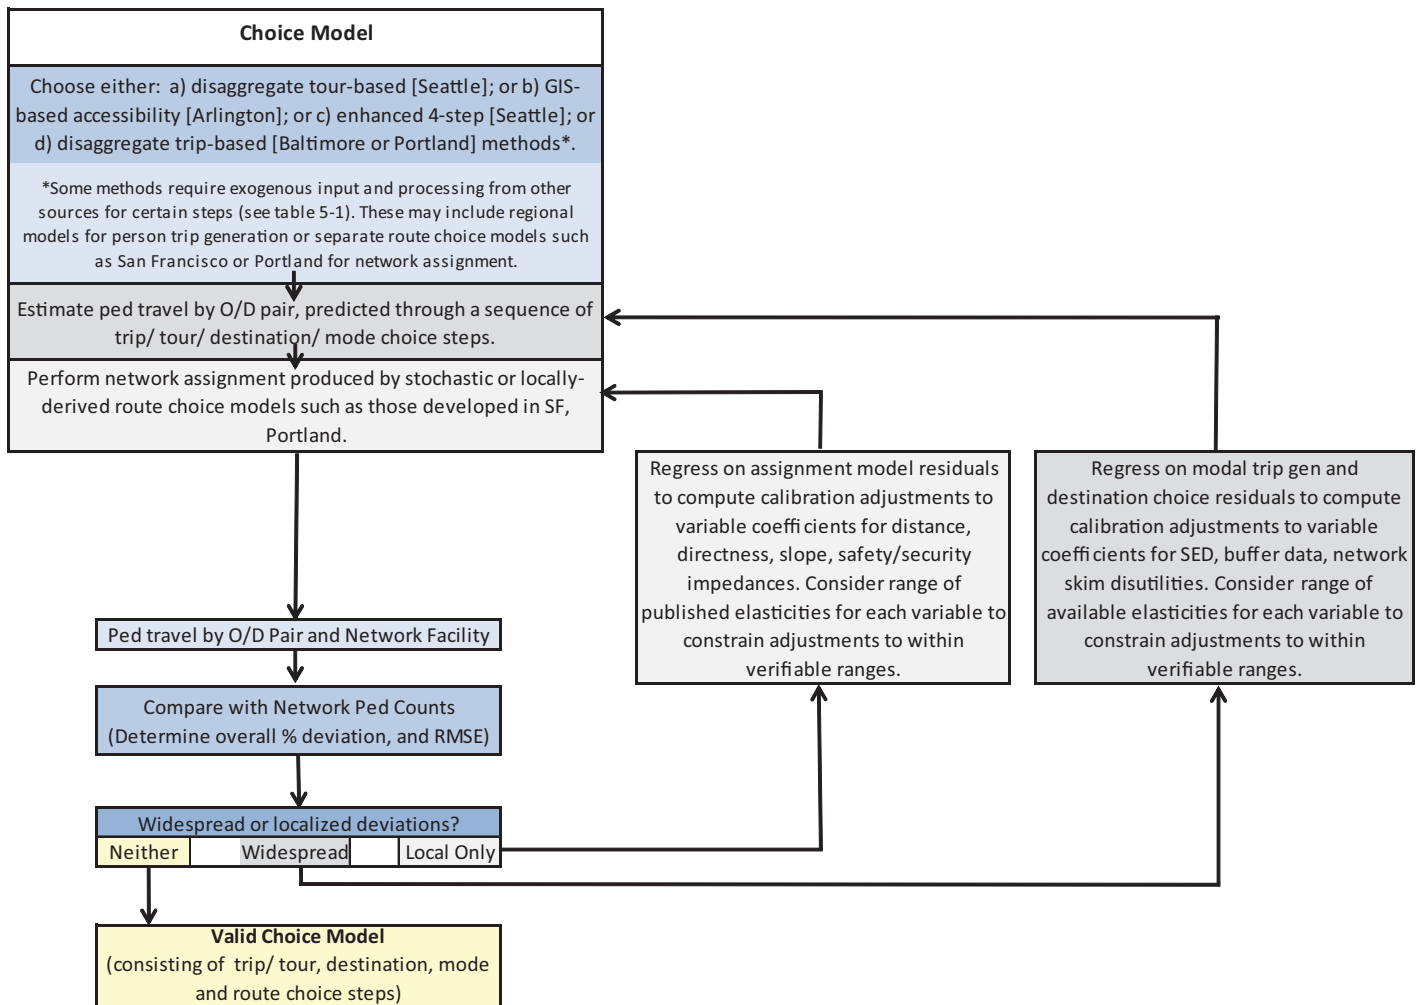 Choice Model
Choose either:  a) disaggregate tour-based [Seattle]; or b) GIS-
based accessibility [Arlington]; or c) enhanced 4-step [Seattle]; or
d) disaggregate trip-based [Baltimore or Portland] methods*.
*Some methods require exogenous input and processing from other
sources for certain steps (see table 5-1). These may include regional
models for person trip generation or separate route choice models such
as San Francisco or Portland for network assignment.
Estimate ped travel by O/D pair, predicted through a sequence of
trip/ tour/ destination/ mode choice steps.
Perform network assignment produced by stochastic or locally-
derived route choice models such as those developed in SF,
Portland.
Regress on assignment model residuals
to compute calibration adjustments to
variable coefficients for distance,
directness, slope, safety/security
impedances. Consider range of
published elasticities for each variable to
constrain adjustments to within
verifiable ranges.
Regress on modal trip gen and
destination choice residuals to compute
calibration adjustments to variable
coefficients for SED, buffer data, network
skim disutilities. Consider range of
available elasticities for each variable to
constrain adjustments to within
verifiable ranges.
Ped travel by O/D Pair and Network Facility
Compare with Network Ped Counts
(Determine overall % deviation, and RMSE)
Widespread or localized deviations?
Neither
Widespread
Local Only
Valid Choice Model
(consisting of  trip/ tour, destination, mode
and route choice steps)